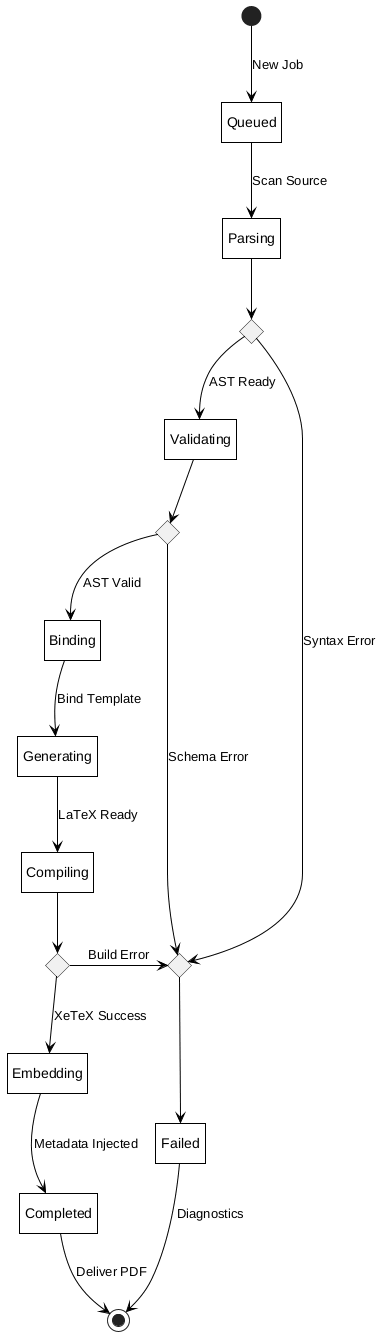 New Job
Queued
Scan Source
Parsing
AST Ready
Validating
AST Valid
Binding
Syntax Error
Bind Template
Generating
Schema Error
LaTeX Ready
Compiling
Build Error
XeTeX Success
Embedding
Metadata Injected
Failed
Completed
Diagnostics
Deliver PDF